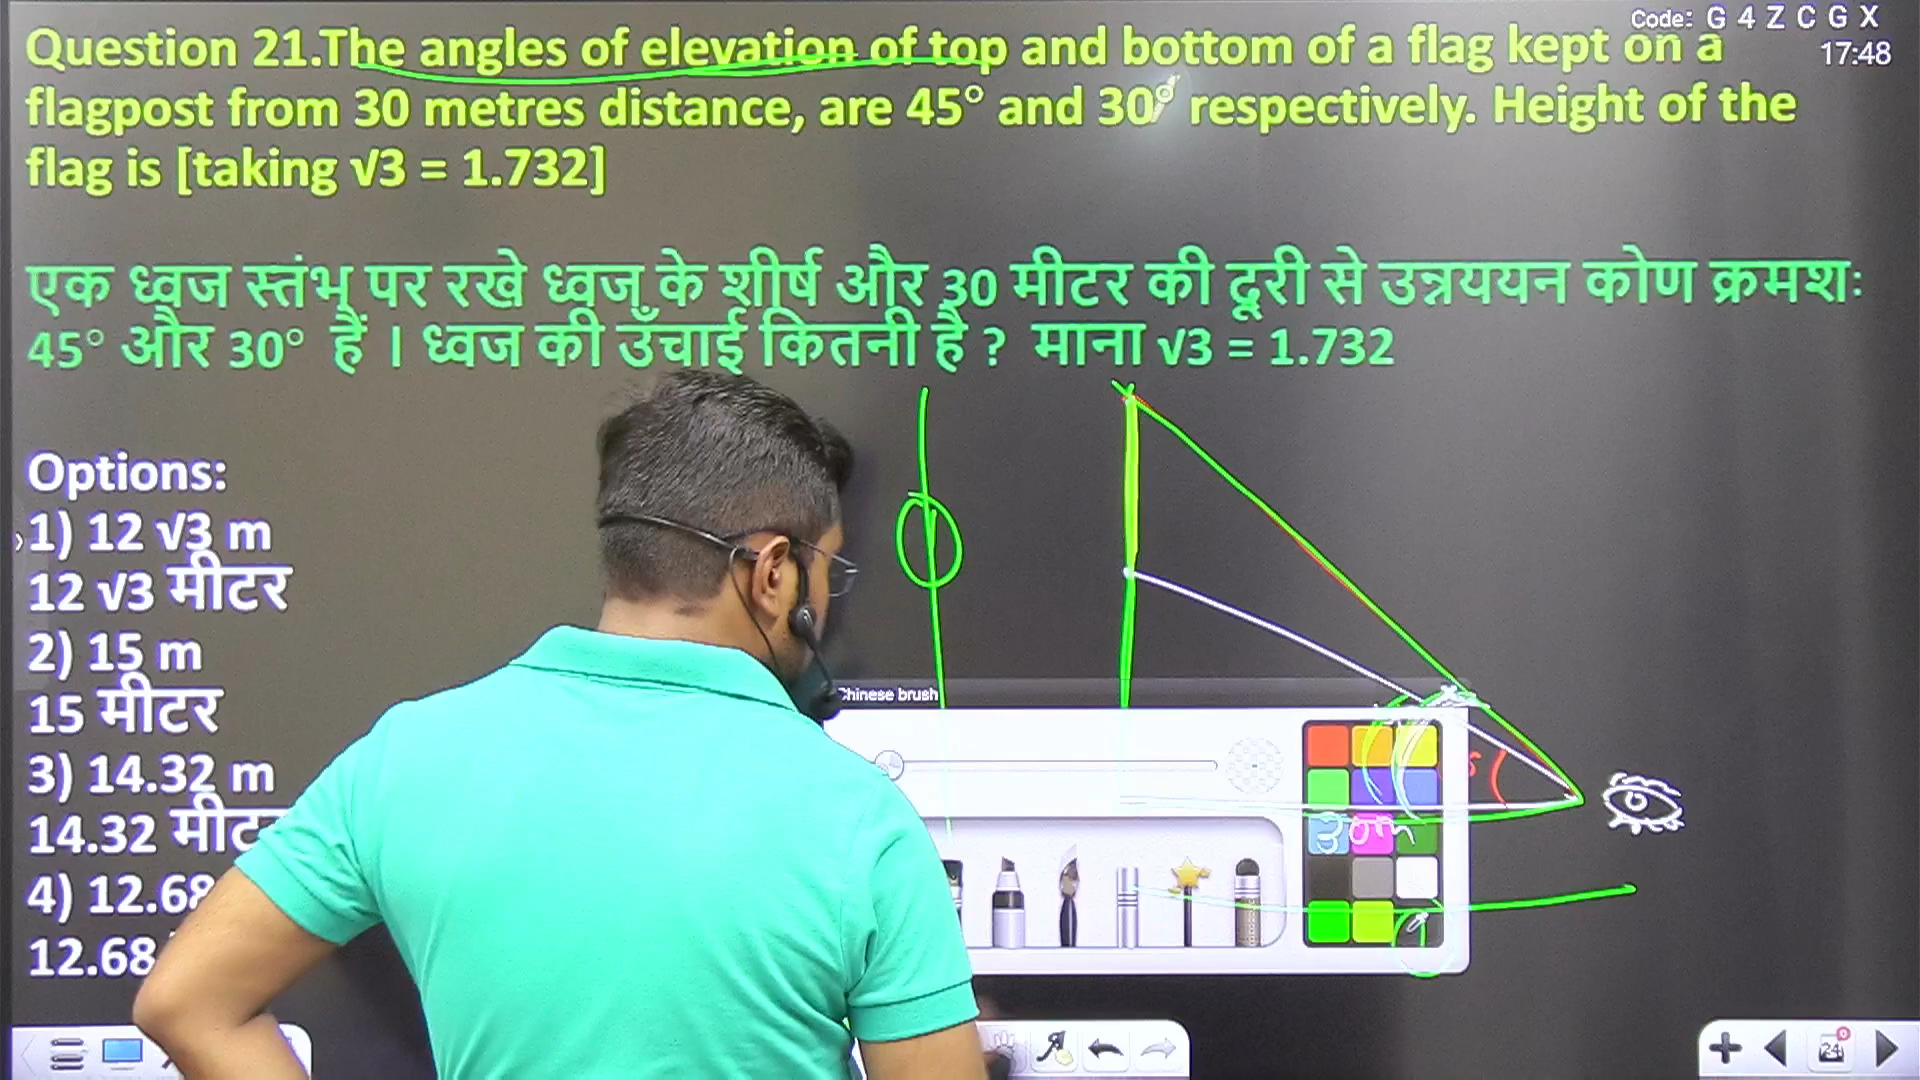 Code: G 4 Z C G X
17:48
Question 21.The angles of elevation of top and bottom of a flag kept on a
flagpost from 30 metres distance, are 45° and 30° respectively. Height of the
flag is [taking √3 = 1.732]
एक ध्वज स्तंभ पर रखे ध्वज के शीर्ष और 30 मीटर की दूरी से उन्नययन कोण क्रमशः
45° और 30° हैं । ध्वज की उँचाई कितनी है ? माना √3 = 1.732
Options:
1) 12 √3 m
12 √3 मीटर
2) 15 m
15 मीटर
3) 14.32 m
14.32
4) 12.68
12.68
Chinese brush
30m
24